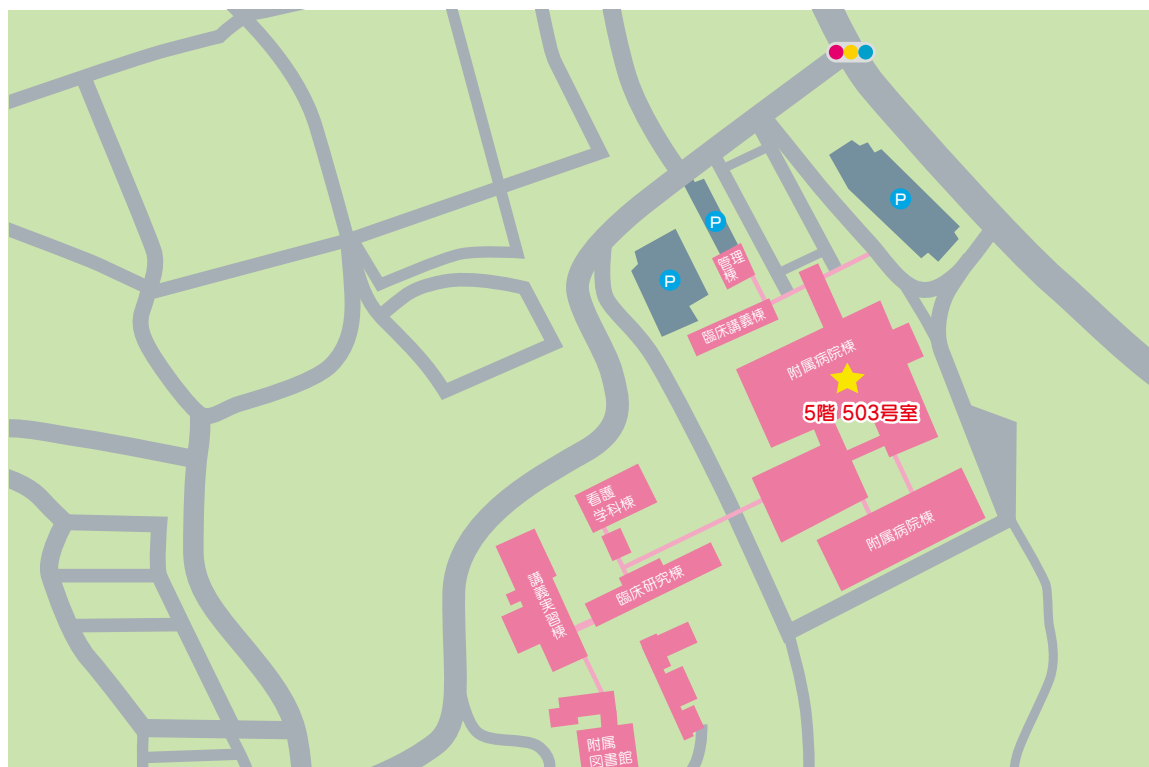 P
P
P
管理
棟
臨床講義棟
附属病院棟
5階 503号室
看護
学科棟
附属病院棟
臨床研究棟
講義実習棟
附属
図書館